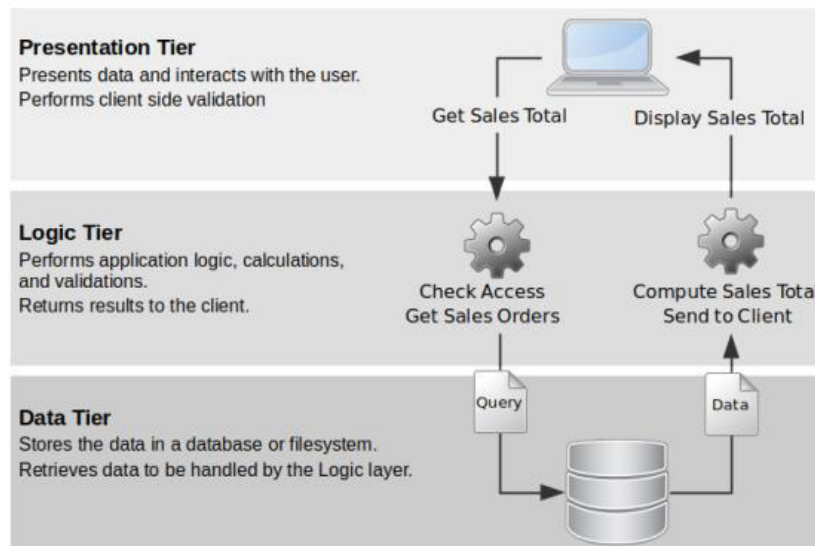 Presentation Tier
Presents data and interacts with the user.
Performs client side validation
Get Sales Total
Display Sales Total
Logic Tier
Performs application logic, calculations,
and validations.
Returns results to the client.
Check Access
Get Sales Orders
Compute Sales Tota
Send to Client
Data Tier
Stores the data in a database or filesystem.
Retrieves data to be handled by the Logic layer.
Query
Data